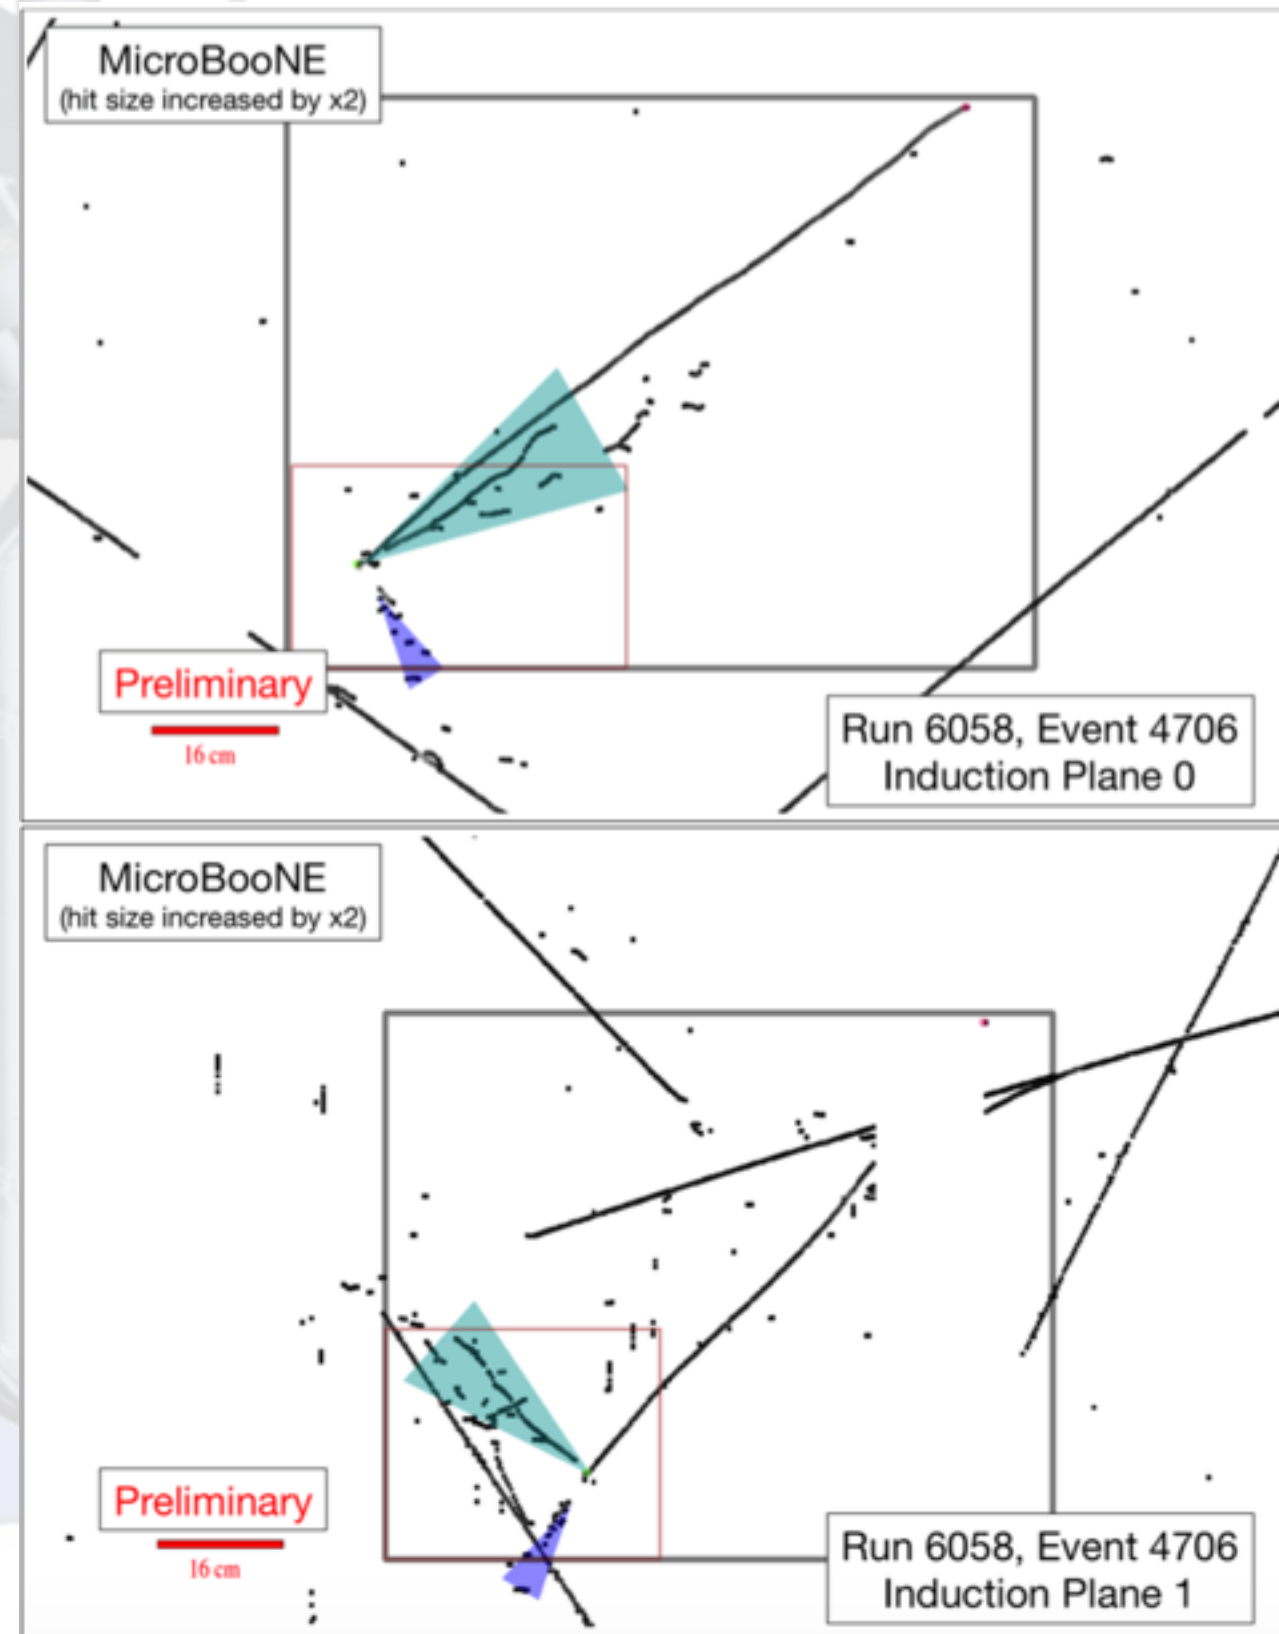 MicroBooNE
(hit size increased by x2)
Preliminary
16 cm
Run 6058, Event 4706
Induction Plane 0
MicroBooNE
(hit size increased by x2)
Preliminary
16 cm
Run 6058, Event 4706
Induction Plane 1